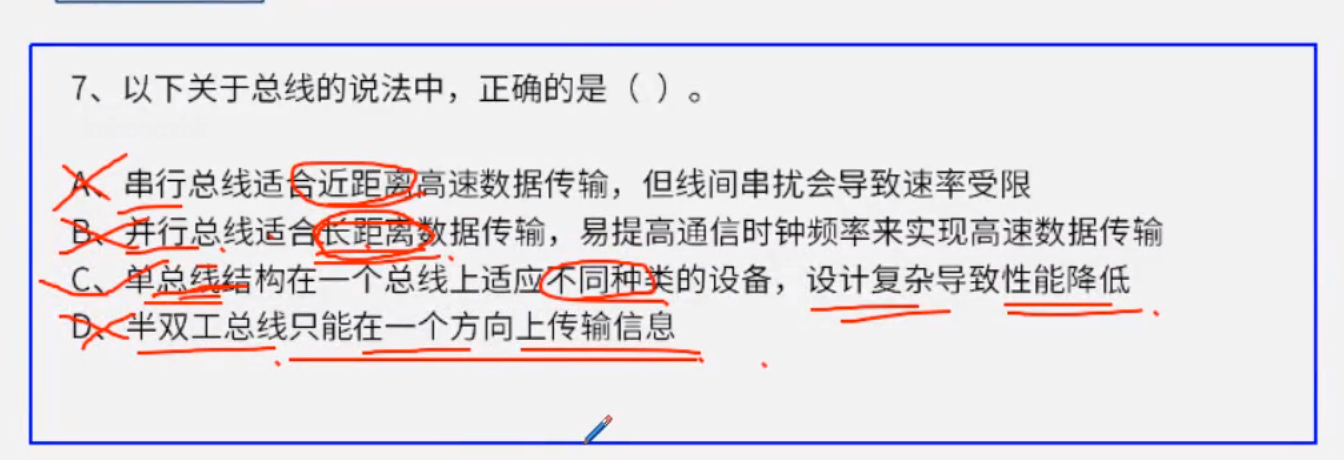 7、以下关于总线的说法中，正确的是（ ）。
A、串行总线适合近距离高速数据传输，但线间串扰会导致速率受限
B、并行总线适合长距离数据传输，易提高通信时钟频率来实现高速数据传输
C、单总线结构在一个总线上适应不同种类的设备，设计复杂导致性能降低
D、半双工总线只能在一个方向上传输信息